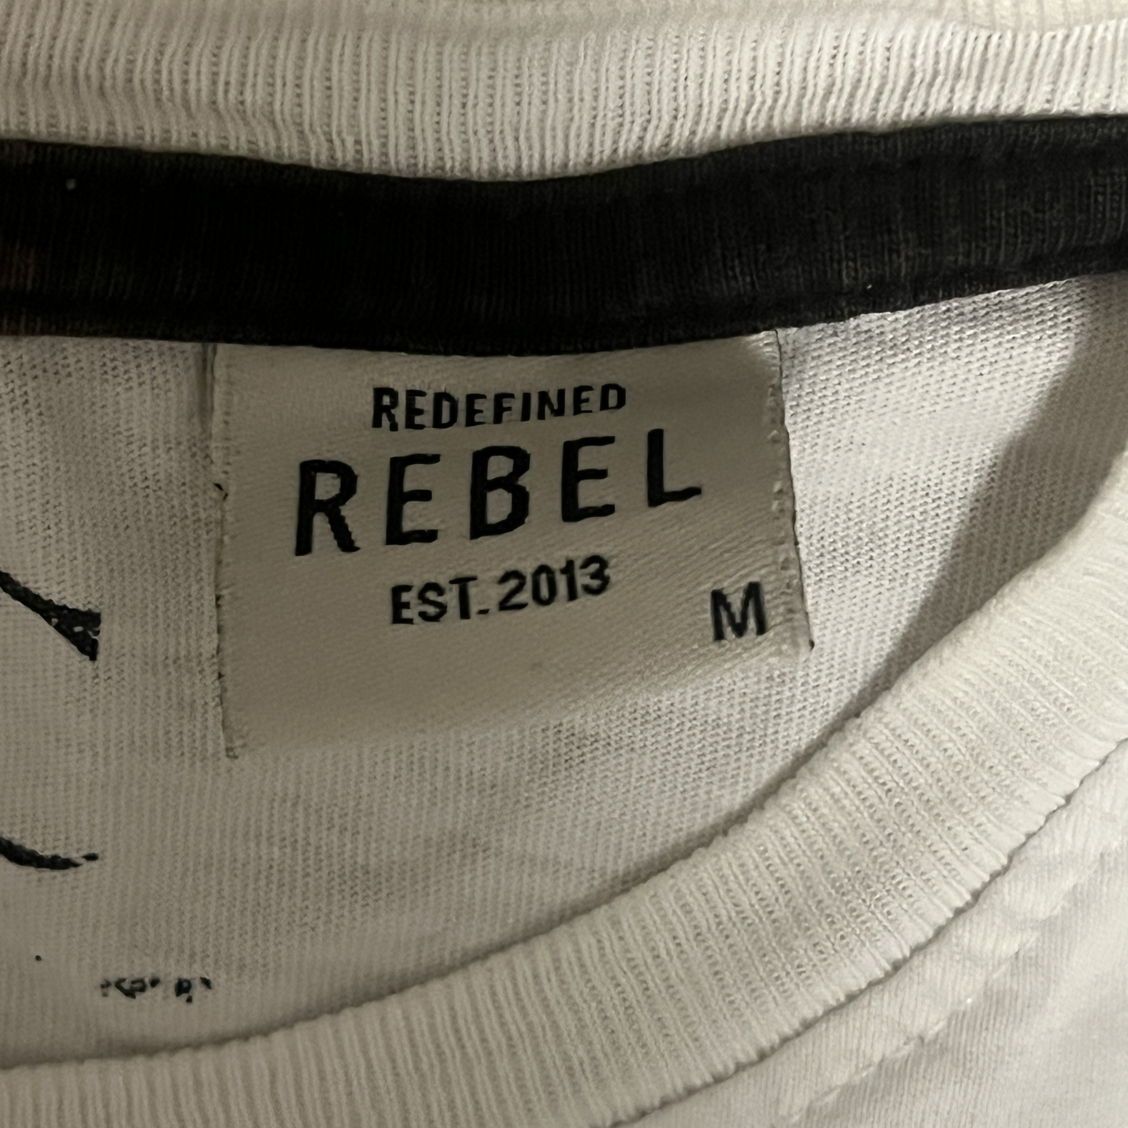 REDEFINED
REBEL
EST. 2013
M